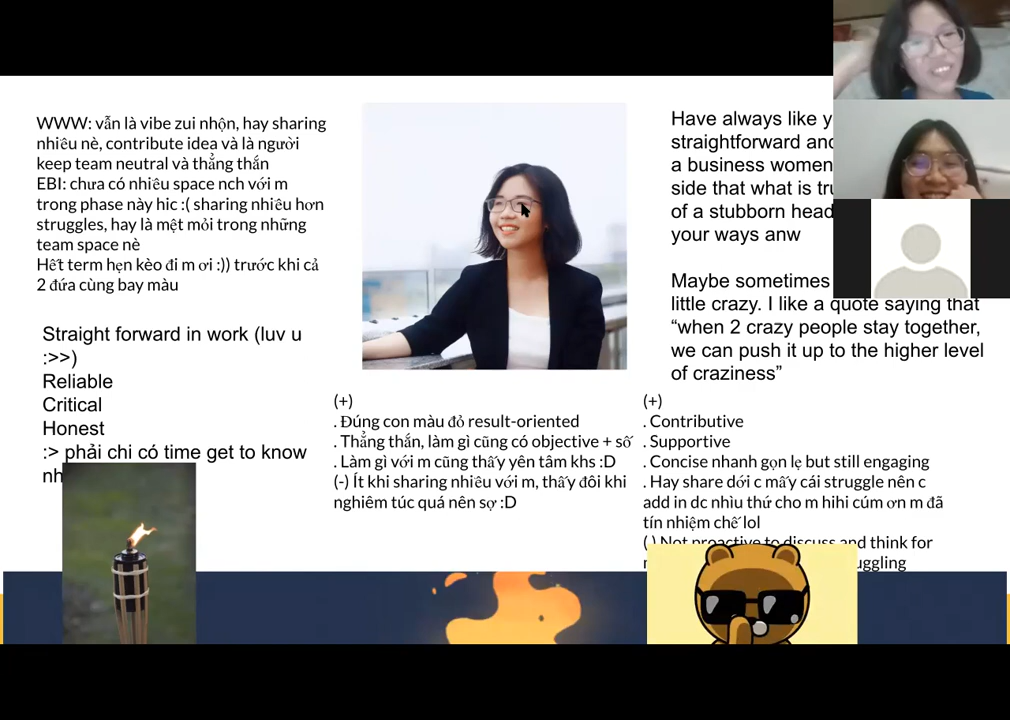 WWW: vẫn là vibe zui nhộn, hay sharing
nhiều nè, contribute idea và là người
keep team neutral và thẳng thắn
EBI: chưa có nhiều space nch với m
trong phase này hic :( sharing nhiều hơn
struggles, hay là mệt mỏi trong những
team space nè
Hết term hẹn kèo đi m ơi :)) trước khi cả
2 đứa cùng bay màu
Straight forward in work (luv u
:>>)
Reliable
Critical
Honest
:> phải chi có time get to know
(+)
. Đúng con màu đỏ result-oriented
. Thẳng thắn, làm gì cũng có objective + số
. Làm gì với m cũng thấy yên tâm khs :D
(-) Ít khi sharing nhiều với m, thấy đôi khi
nghiêm túc quá nên sợ :D
Have always like
straightforward
a business women
side that what is
of a stubborn head
your ways anw
Maybe sometimes
little crazy. I like a quote saying that
“when 2 crazy people stay together,
we can push it up to the higher level
of craziness”
(+)
. Contributive
. Supportive
. Concise nhanh gọn lẹ but still engaging
. Hay share dới c mấy cái struggle nên c
add in dc nhìu thứ cho m hihi cúm ơn m đã
tín nhiệm chế lol
Not proactive to discuss and think for